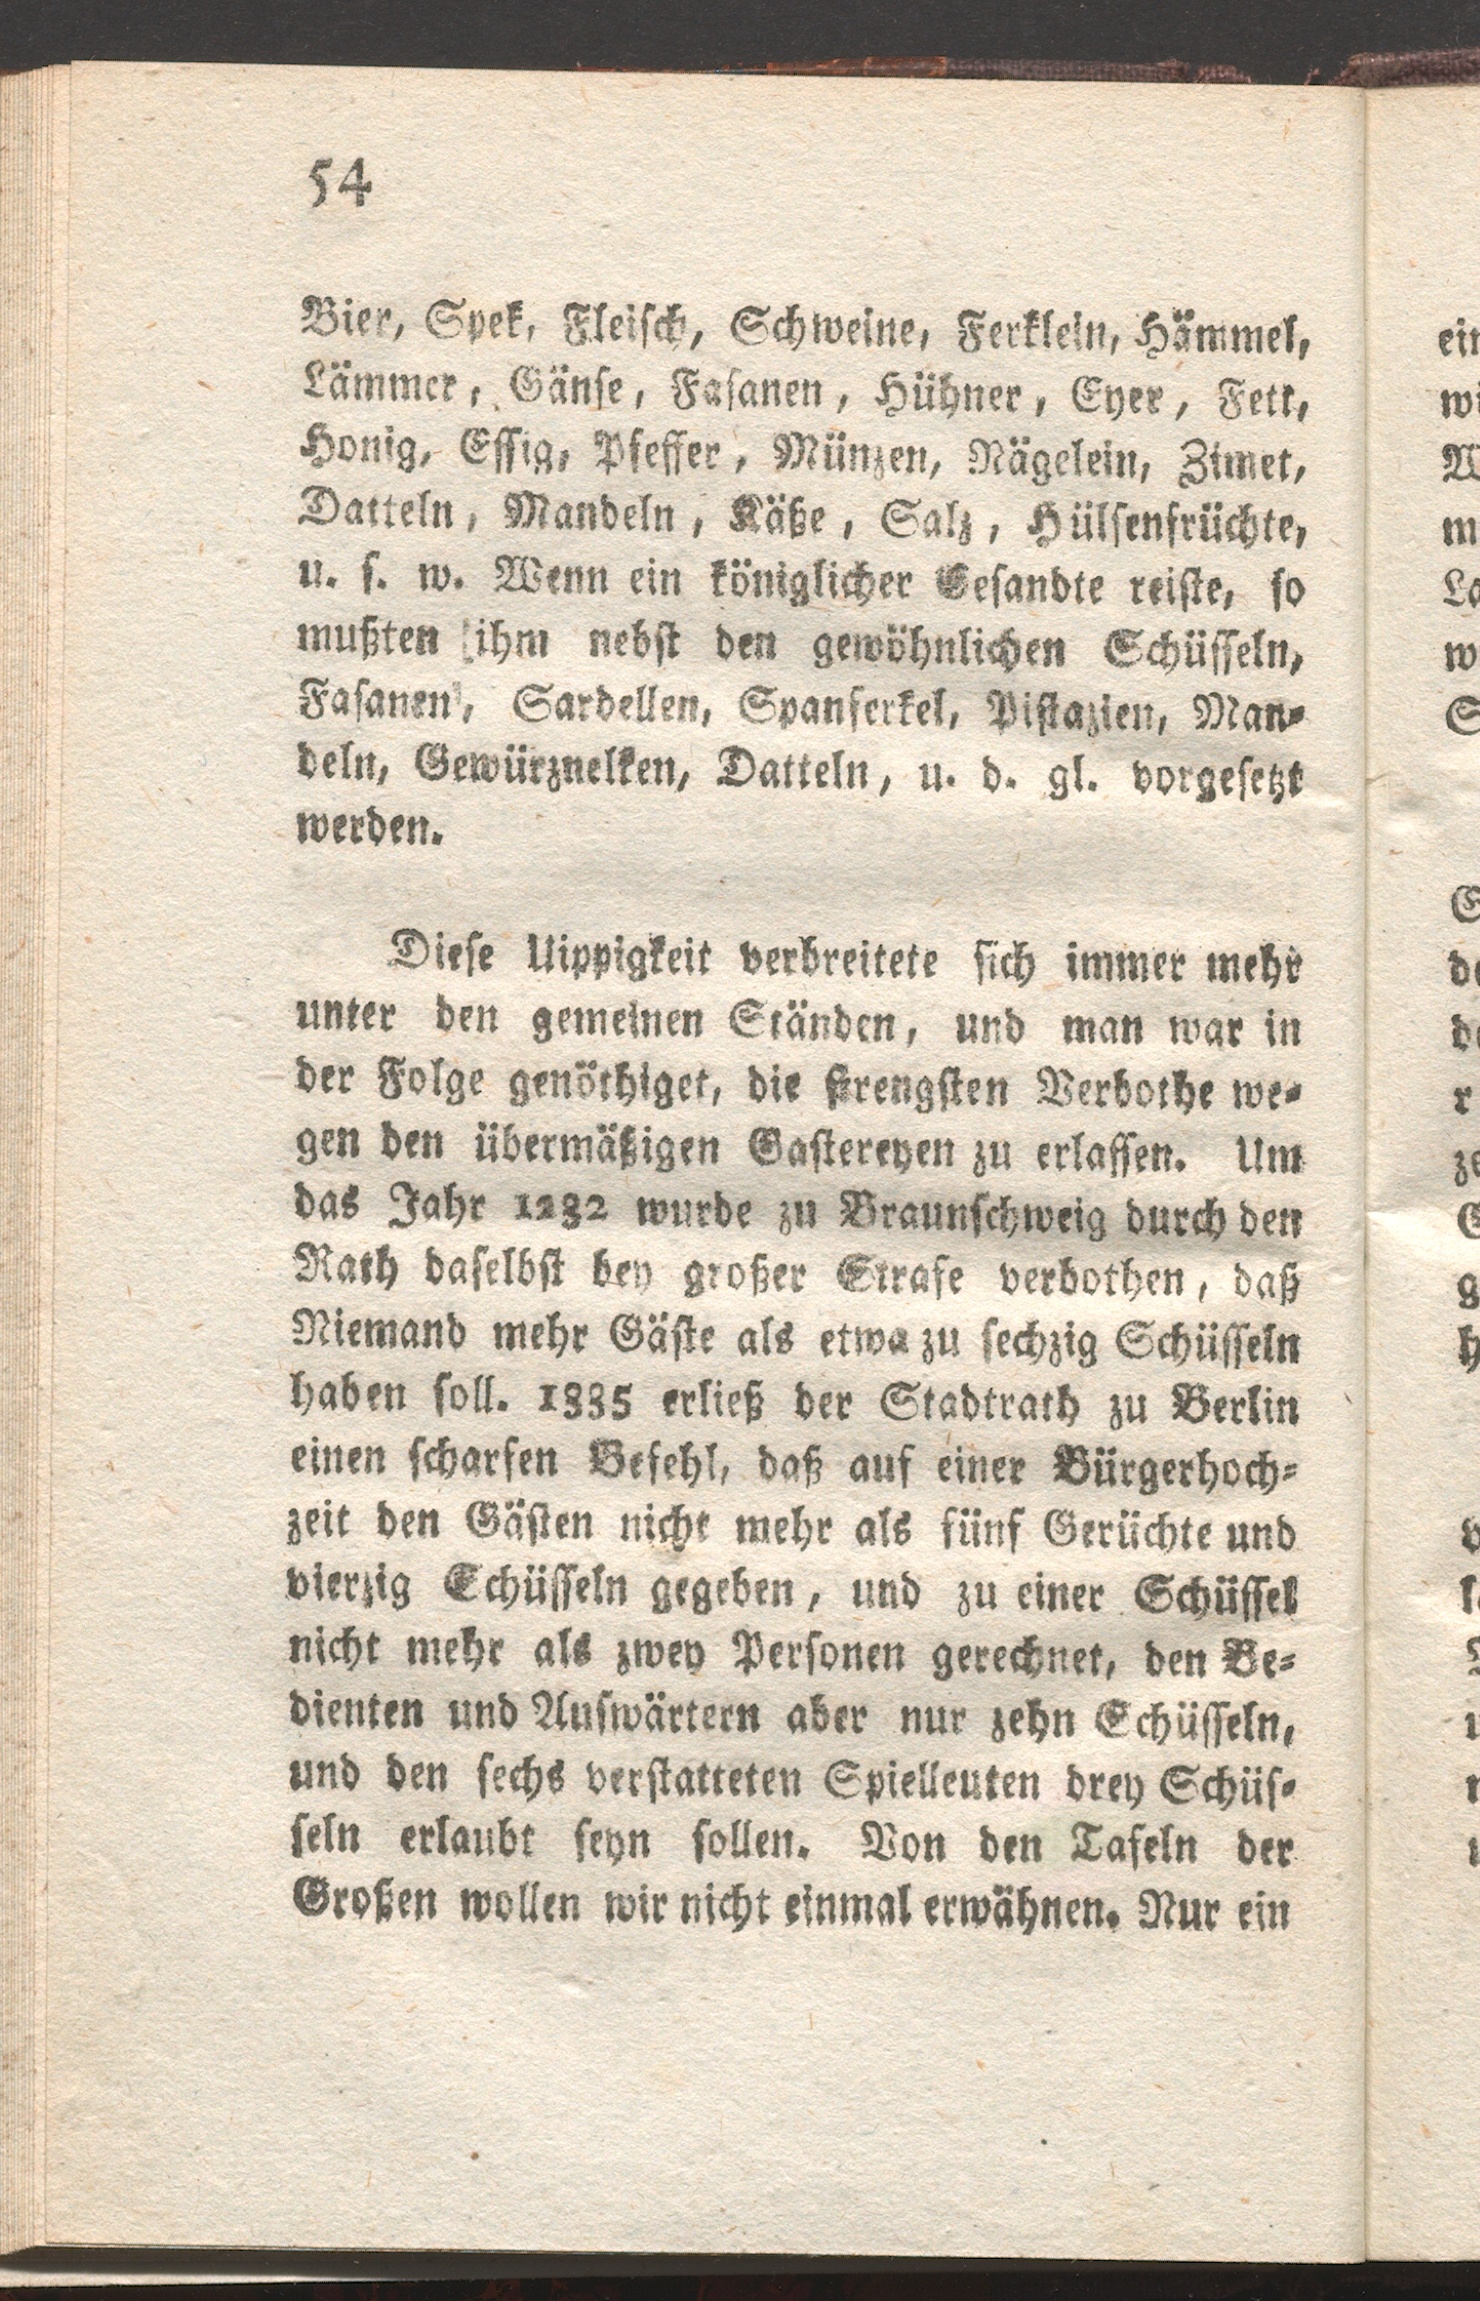 54
Bier, Spek, Fleisch, Schweine, Ferklein, Hämmel,
Lämmer, Gänse, Fasanen, Hühner, Eyer, Fett,
Honig, Essig, Pfeffer, Münzen, Nägelein, Zimet,
Datteln, Mandeln, Käße, Salz, Hülsenfrüchte,
u. s. w. Wenn ein königlicher Gesandte reiste, so
mußten ihm nebst den gewöhnlichen Schüsseln,
Fasanen, Sardellen, Spanferkel, Pistazien, Man-
deln, Gewürznelken, Datteln, u. d. gl. vorgesetzt
werden.
Diese Uippigkeit verbreitete sich immer mehr
unter den gemeinen Ständen, und man war in
der Folge genöthiget, die strengsten Verbothe we-
gen den übermäßigen Gastereyen zu erlassen. Um
das Jahr 1232 wurde zu Braunschweig durch den
Rath daselbst bey großer Strafe verbothen, daß
Niemand mehr Gäste als etwa zu sechzig Schüsseln
haben soll. 1335 erließ der Stadtrath zu Berlin
einen scharfen Befehl, daß auf einer Bürgerhoch-
zeit den Gästen nicht mehr als fünf Gerüchte und
vierzig Schüsseln gegeben, und zu einer Schüssel
nicht mehr als zwey Personen gerechnet, den Be-
dienten und Aufwärtern aber nur zehn Schüsseln,
und den sechs verstatteten Spielleuten drey Schüs-
seln erlaubt seyn sollen. Von den Tafeln der
Großen wollen wir nicht einmal erwähnen. Nur ein